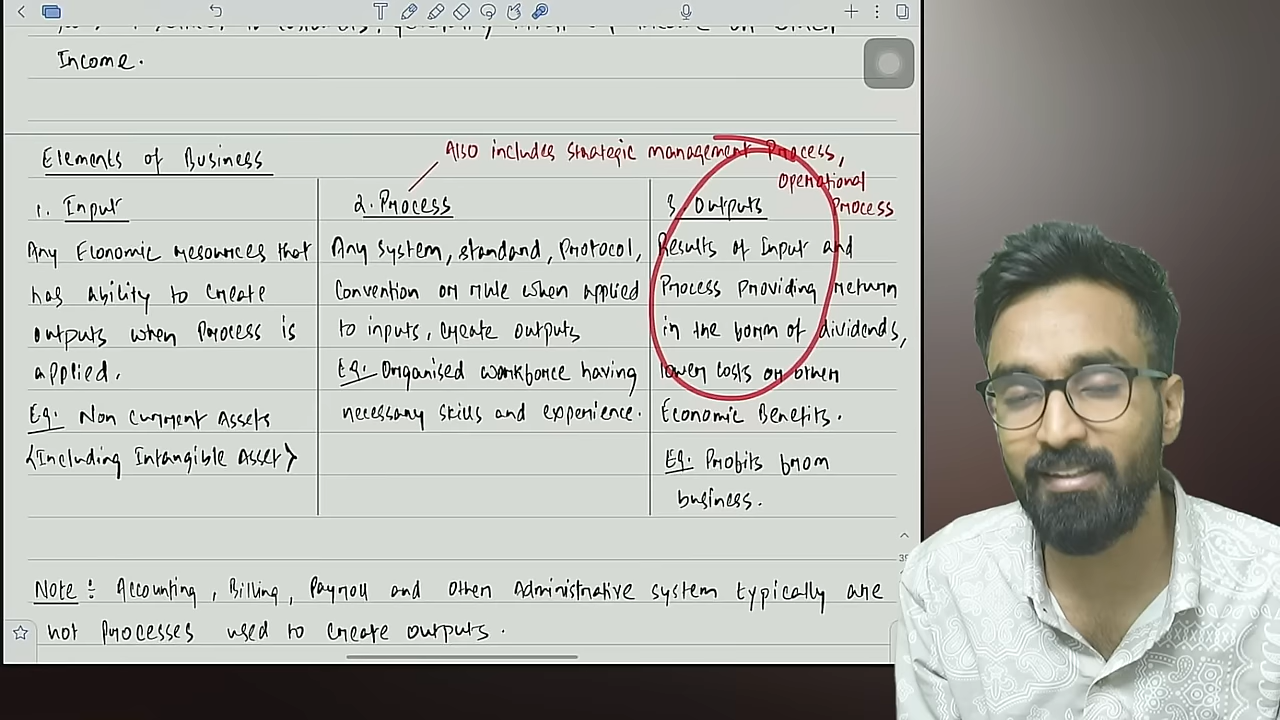 Income.
Elements of Business
Also includes strategic management Process,
Operational
Process
1. Input
Any Economic resources that
has ability to create
outputs when Process is
applied.
Eg: Non Current Assets
<Including Intangible Asset>
2. Process
Any system, standard, Protocol,
Convention or rule when applied
to inputs, create outputs
Eg: Organised workforce having
necessary skills and experience.
3. Outputs
Results of Input and
Process Providing return
in the form of dividends,
lower costs or other
Economic Benefits.
Eg: Profits from
business.
Note: Accounting, Billing, Payroll and Other Administrative system typically are
not Processes used to create outputs.